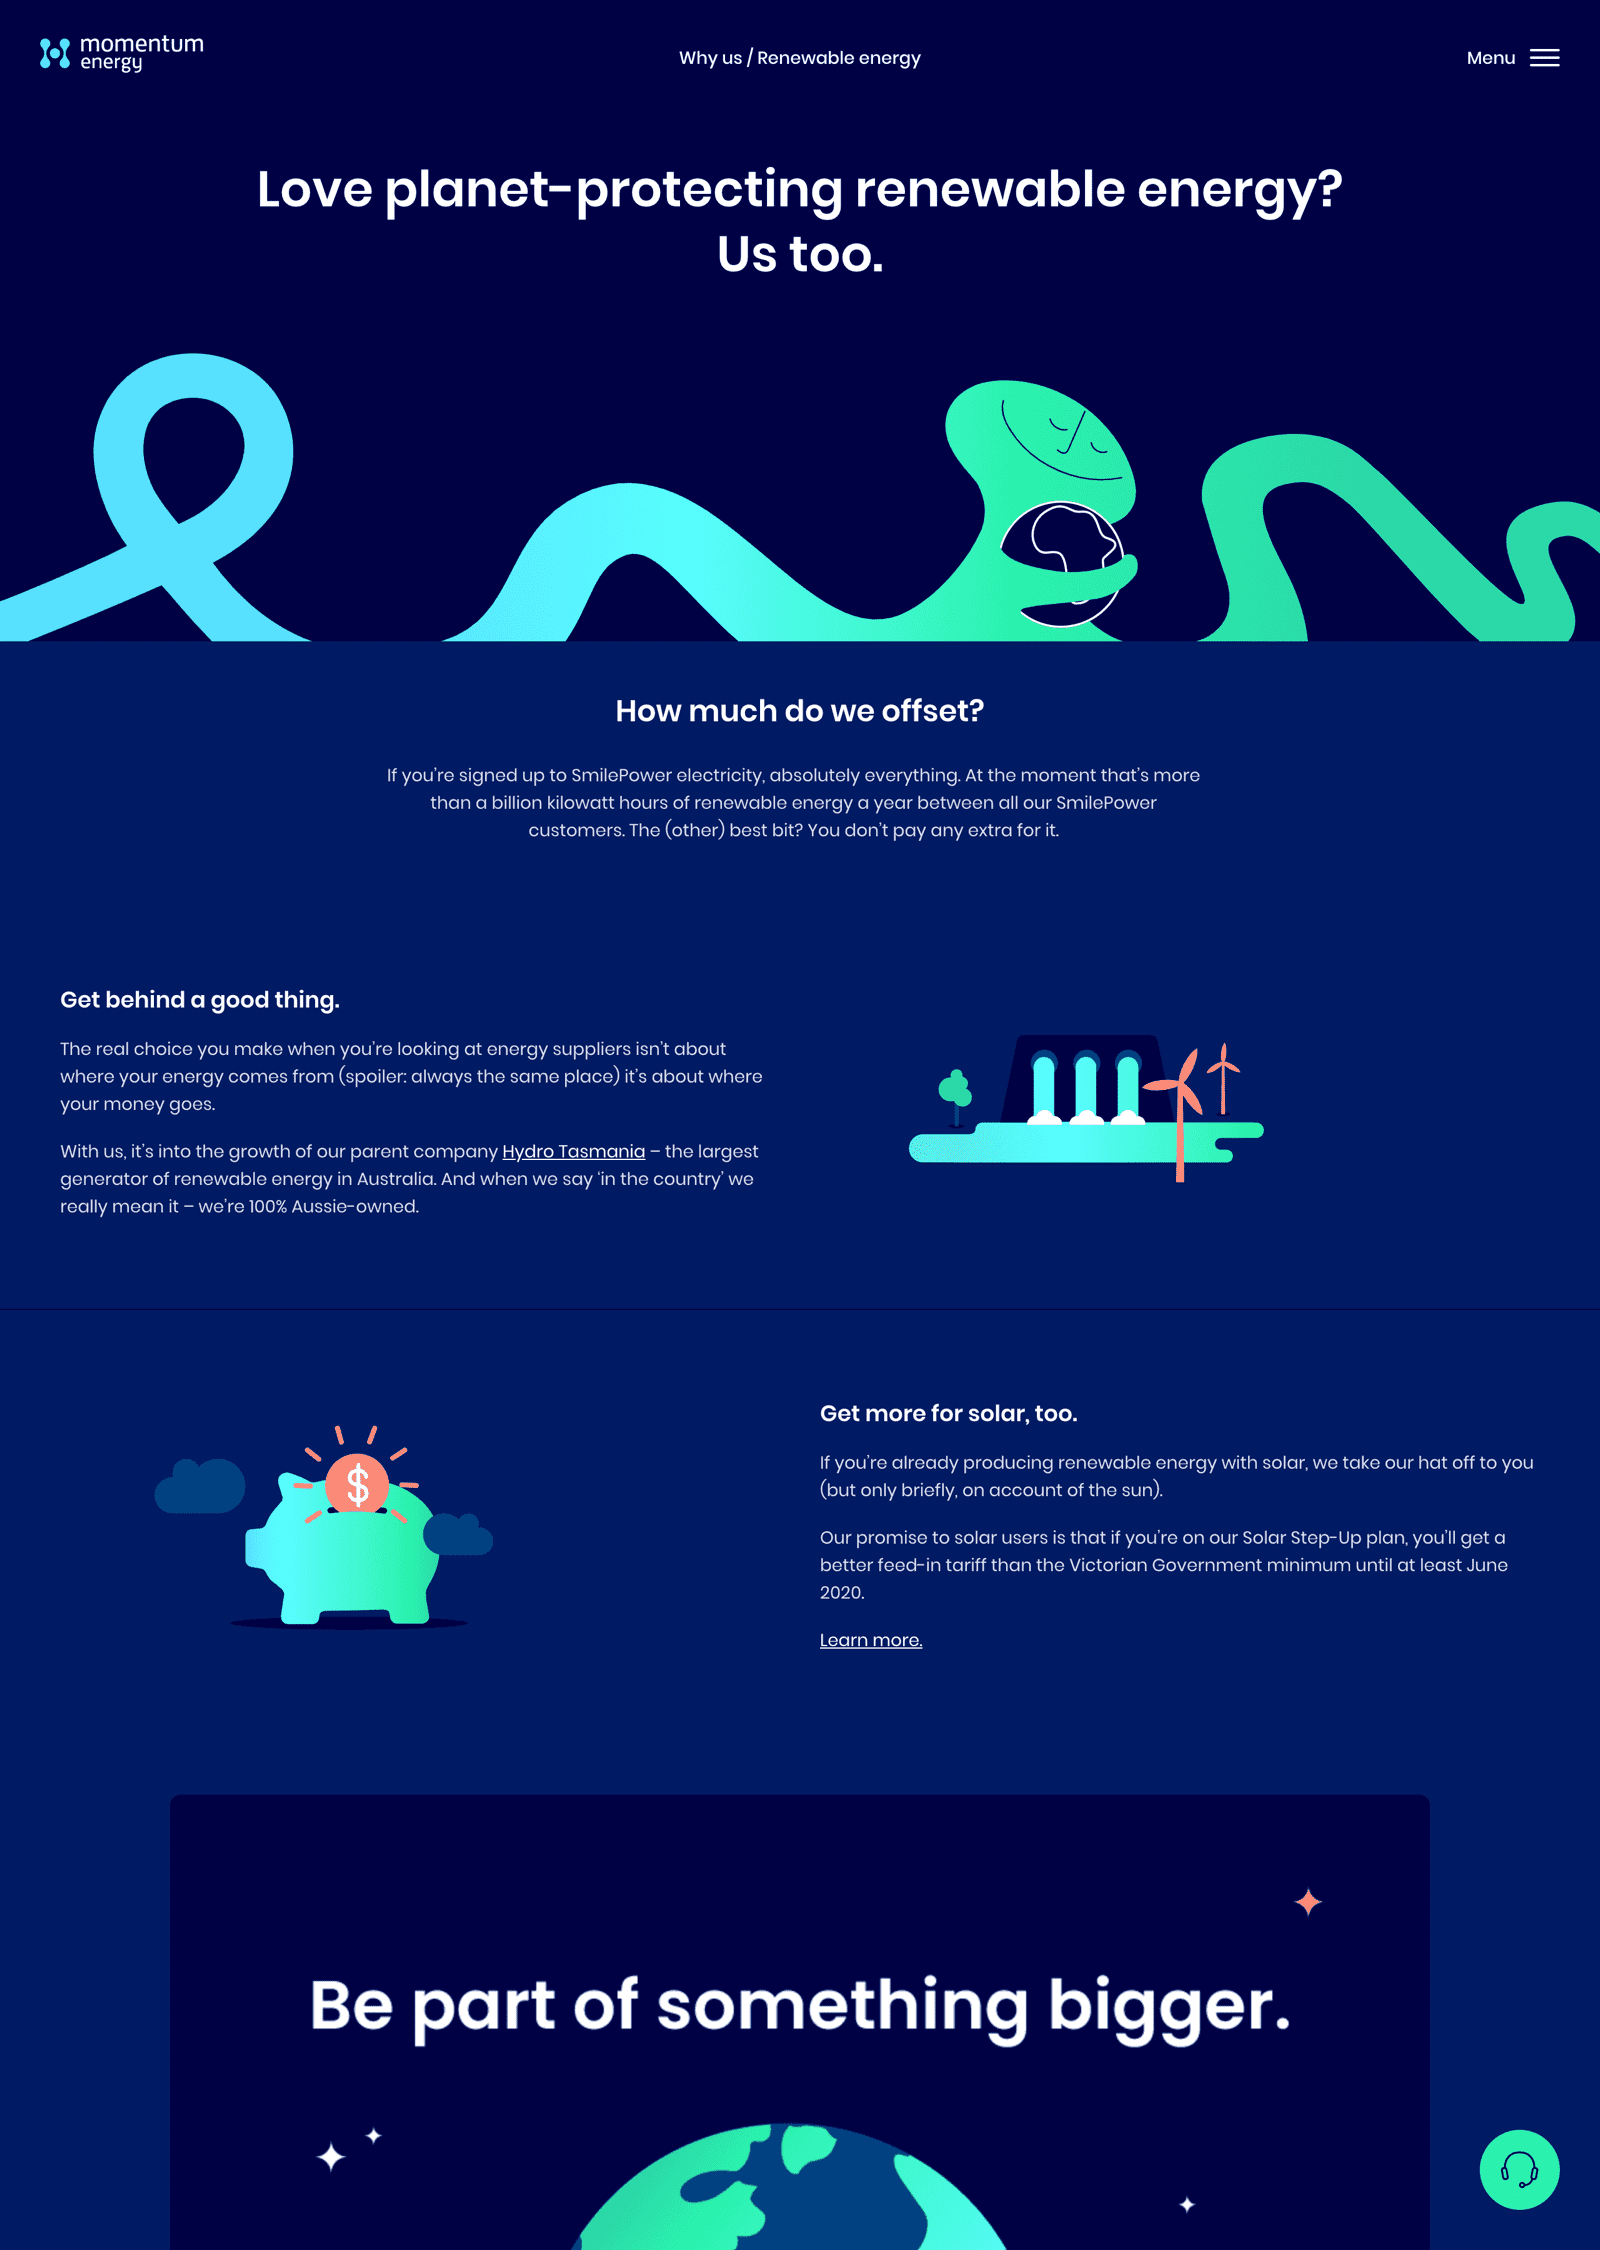 momentum
energy
Why us / Renewable energy
Menu
Love planet-protecting renewable energy?
Us too.
How much do we offset?
If you’re signed up to SmilePower electricity, absolutely everything. At the moment that’s more
than a billion kilowatt hours of renewable energy a year between all our SmilePower
customers. The (other) best bit? You don’t pay any extra for it.
Get behind a good thing.
The real choice you make when you’re looking at energy suppliers isn’t about
where your energy comes from (spoiler: always the same place) it’s about where
your money goes.
With us, it’s into the growth of our parent company Hydro Tasmania – the largest
generator of renewable energy in Australia. And when we say ‘in the country’ we
really mean it – we’re 100% Aussie-owned.
$
Get more for solar, too.
If you’re already producing renewable energy with solar, we take our hat off to you
(but only briefly, on account of the sun).
Our promise to solar users is that if you’re on our Solar Step-Up plan, you’ll get a
better feed-in tariff than the Victorian Government minimum until at least June
2020.
Learn more.
Be part of something bigger.